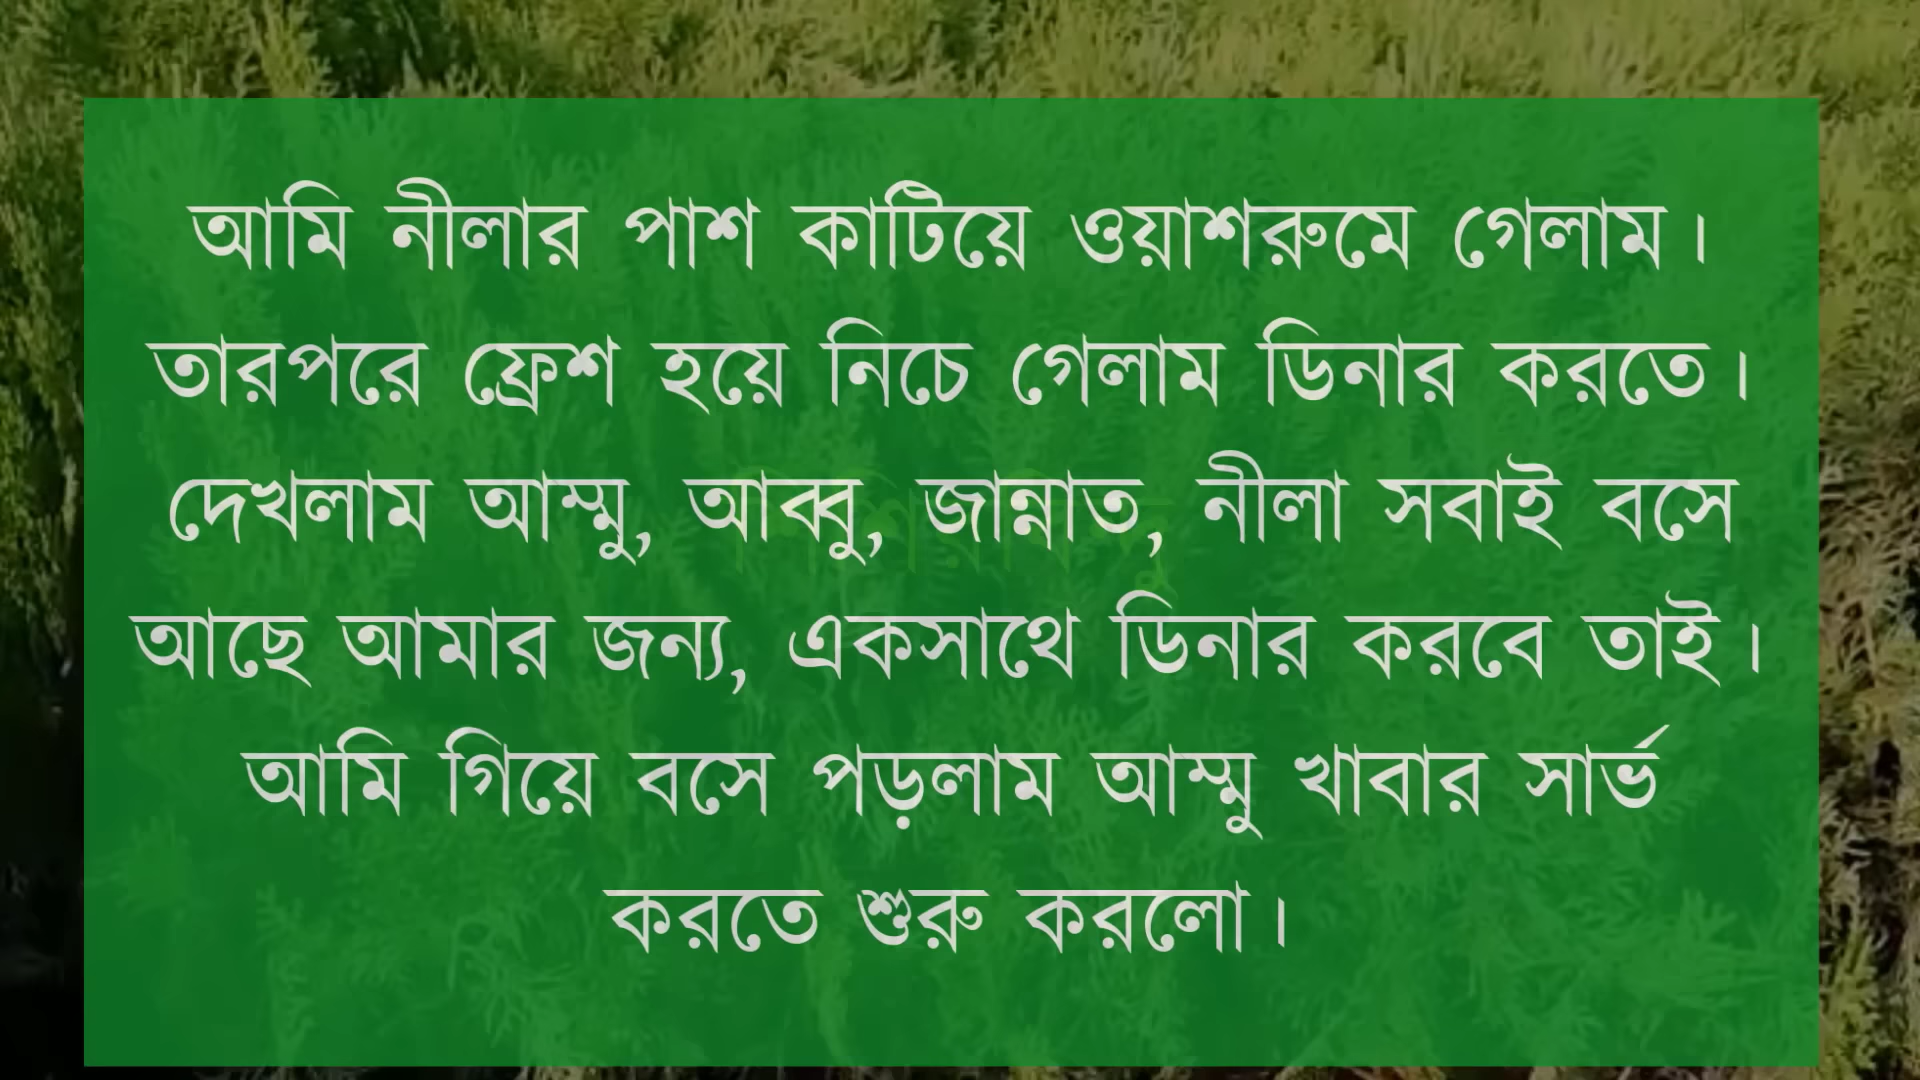 আমি নীলার পাশ কাটিয়ে ওয়াশরুমে গেলাম।
তারপরে ফ্রেশ হয়ে নিচে গেলাম ডিনার করতে।
দেখলাম আম্মু, আব্বু, জান্নাত, নীলা সবাই বসে
আছে আমার জন্য, একসাথে ডিনার করবে তাই।
আমি গিয়ে বসে পড়লাম আম্মু খাবার সার্ভ
করতে শুরু করলো।